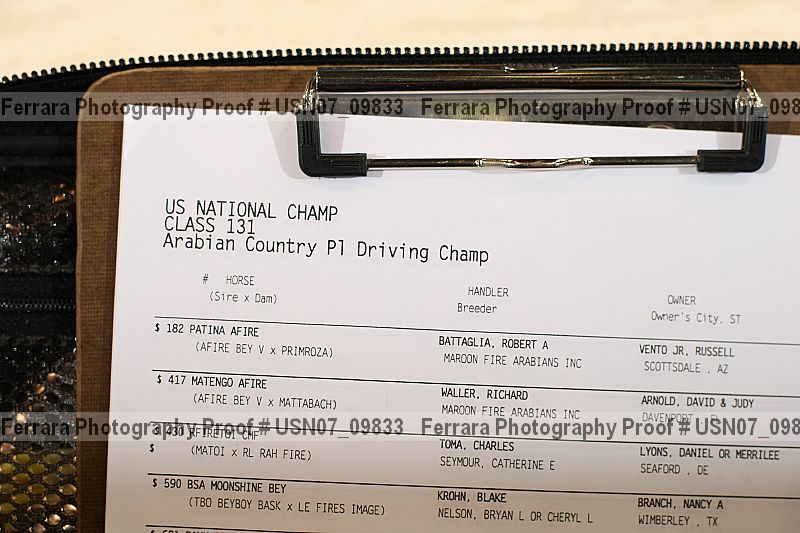 Ferrara Photography Proof # USN07_09833 Ferrara Photography Proof # USN07_098
US NATIONAL CHAMP
CLASS 131
Arabian Country Pl Driving Champ
# HORSE HANDLER OWNER
(Sire x Dam) Breeder Owner's City, ST
$ 182 PATINA AFIRE BATTAGLIA, ROBERT A VENTO JR, RUSSELL
(AFIRE BEY V x PRIMROZA) MAROON FIRE ARABIANS INC SCOTTSDALE , AZ
$ 417 MATENGO AFIRE WALLER, RICHARD ARNOLD, DAVID & JUDY
(AFIRE BEY V x MATTABACH) MAROON FIRE ARABIANS INC DAVENPORT , FL
Ferrara Photography Proof # USN07_09833 Ferrara Photography Proof # USN07_098
$ 430 CMF TOMA, CHARLES LYONS, DANIEL OR MERRILEE
$ (MATOI x RL RAH FIRE) SEYMOUR, CATHERINE E SEAFORD , DE
$ 590 BSA MOONSHINE BEY KROHN, BLAKE BRANCH, NANCY A
(TBO BEYBOY BASK x LE FIRES IMAGE) NELSON, BRYAN L OR CHERYL L WIMBERLEY , TX